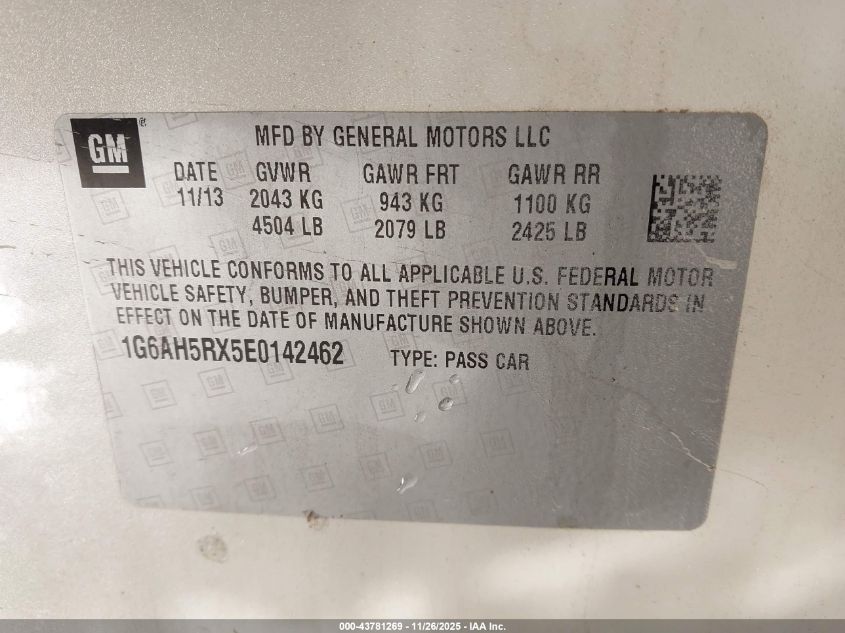 GM®
MFD BY GENERAL MOTORS LLC
DATE GVWR GAWR FRT GAWR RR
11/13 2043 KG 943 KG 1100 KG
4504 LB 2079 LB 2425 LB
THIS VEHICLE CONFORMS TO ALL APPLICABLE U.S. FEDERAL MOTOR
VEHICLE SAFETY, BUMPER, AND THEFT PREVENTION STANDARDS IN
EFFECT ON THE DATE OF MANUFACTURE SHOWN ABOVE.
1G6AH5RX5E0142462 TYPE: PASS CAR
000-43781269 - 11/26/2025 - IAA Inc.